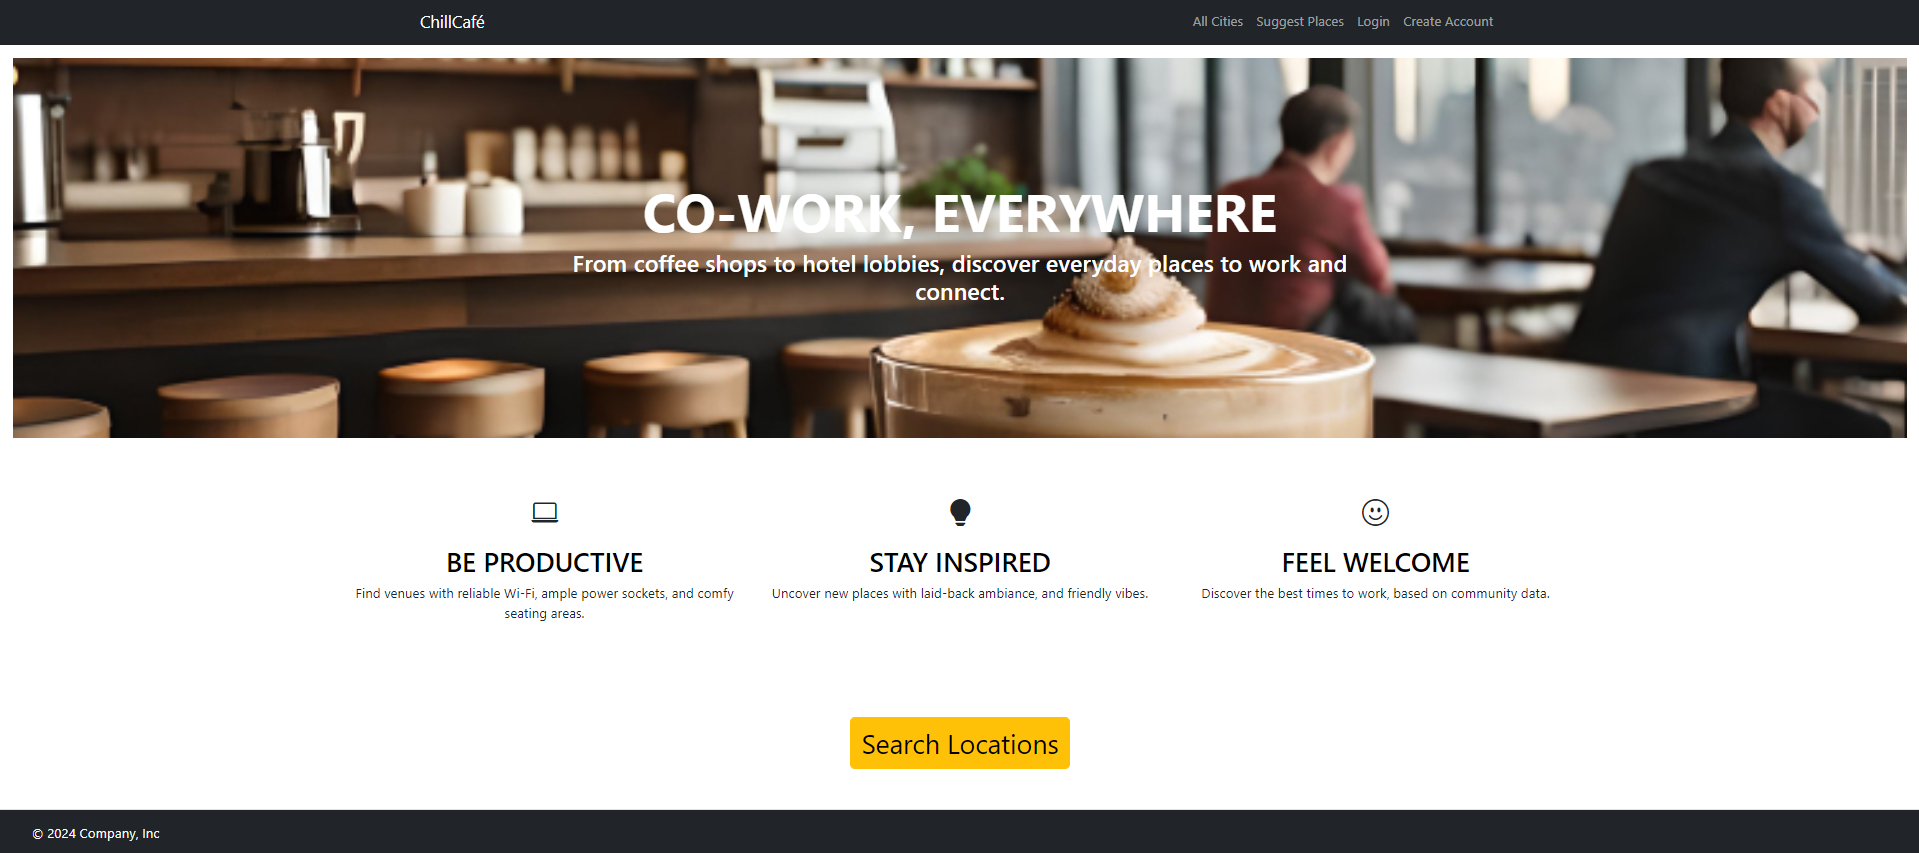 ChillCafé
All Cities Suggest Places Login Create Account
CO-WORK, EVERYWHERE
From coffee shops to hotel lobbies, discover everyday places to work and
connect.
BE PRODUCTIVE
Find venues with reliable Wi-Fi, ample power sockets, and comfy
seating areas.
STAY INSPIRED
Uncover new places with laid-back ambiance, and friendly vibes.
FEEL WELCOME
Discover the best times to work, based on community data.
Search Locations
© 2024 Company, Inc